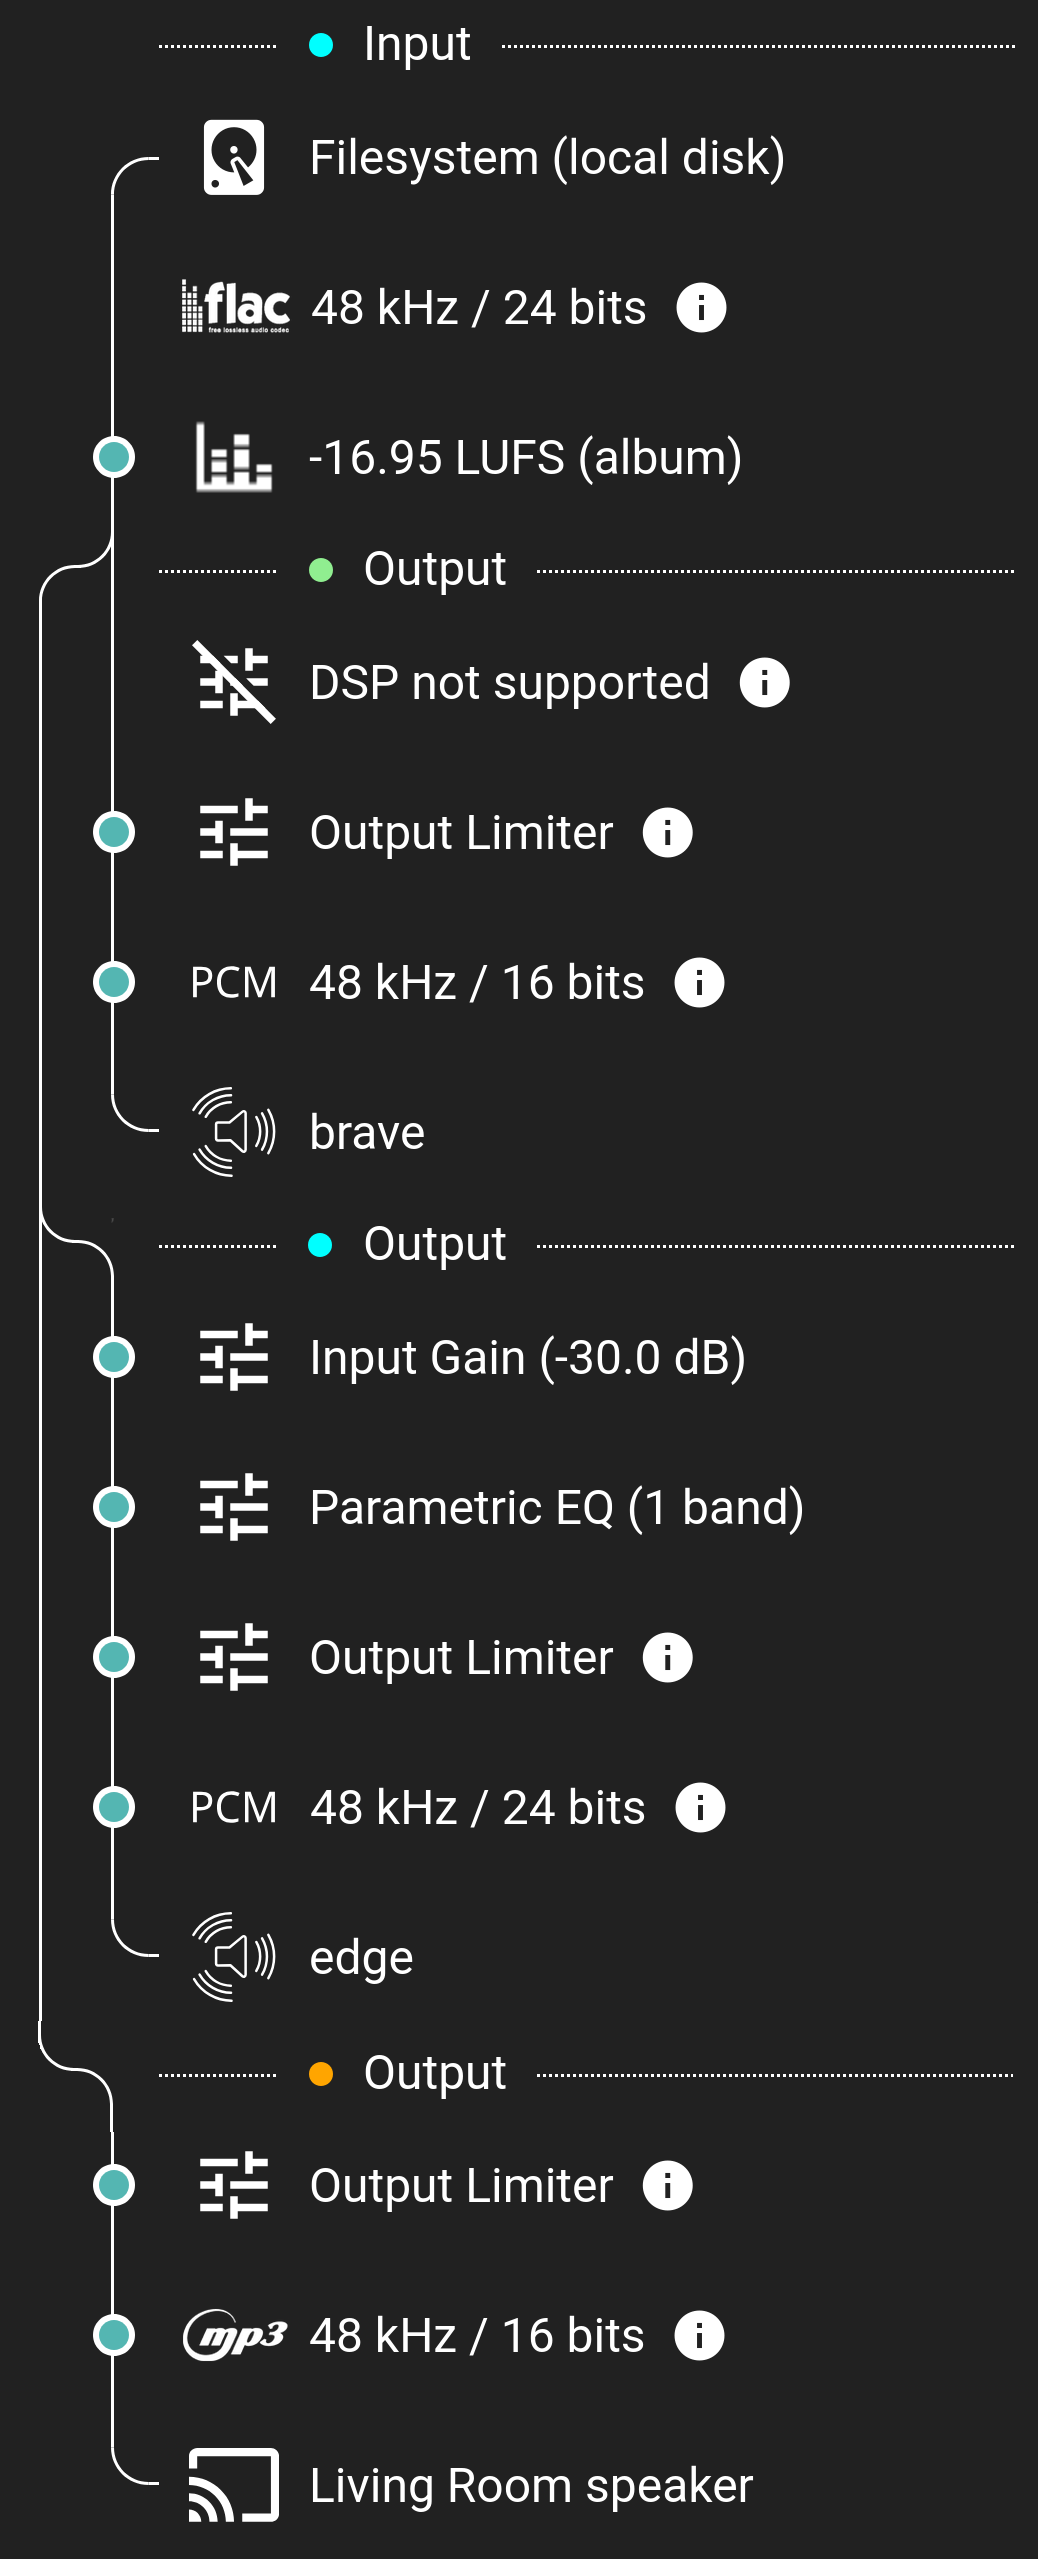 Input
Filesystem (local disk)
flac free lossless audio codec 48 kHz / 24 bits i
-16.95 LUFS (album)
Output
DSP not supported i
Output Limiter i
PCM 48 kHz / 16 bits i
brave
Output
Input Gain (-30.0 dB)
Parametric EQ (1 band)
Output Limiter i
PCM 48 kHz / 24 bits i
edge
Output
Output Limiter i
mp3 48 kHz / 16 bits i
Living Room speaker